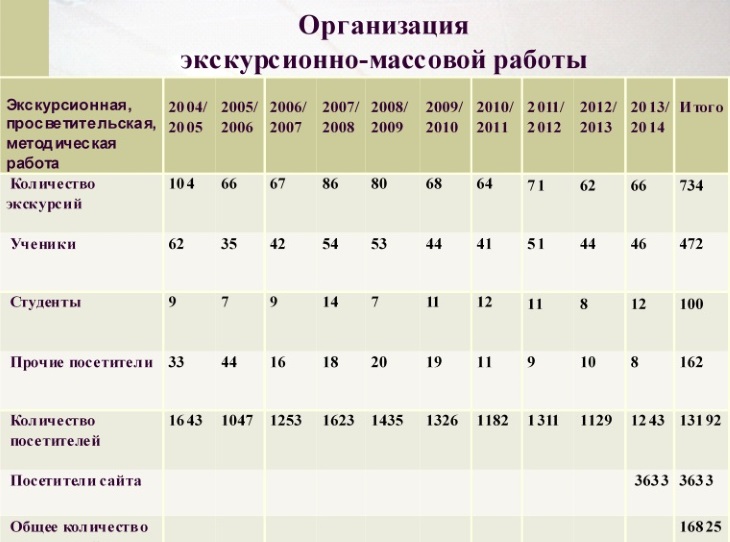 Организация
экскурсионно-массовой работы
Экскурсионная, просветительская, методическая работа 2004/2005 2005/2006 2006/2007 2007/2008 2008/2009 2009/2010 2010/2011 2011/2012 2012/2013 2013/2014 Итого
Количество экскурсий 104 66 67 86 80 68 64 71 62 66 734
Ученики 62 35 42 54 53 44 41 51 44 46 472
Студенты 9 7 9 14 7 11 12 11 8 12 100
Прочие посетители 33 44 16 18 20 19 11 9 10 8 162
Количество посетителей 1643 1047 1253 1623 1435 1326 1182 1311 1129 1243 13192
Посетители сайта 3633 3633
Общее количество 16825